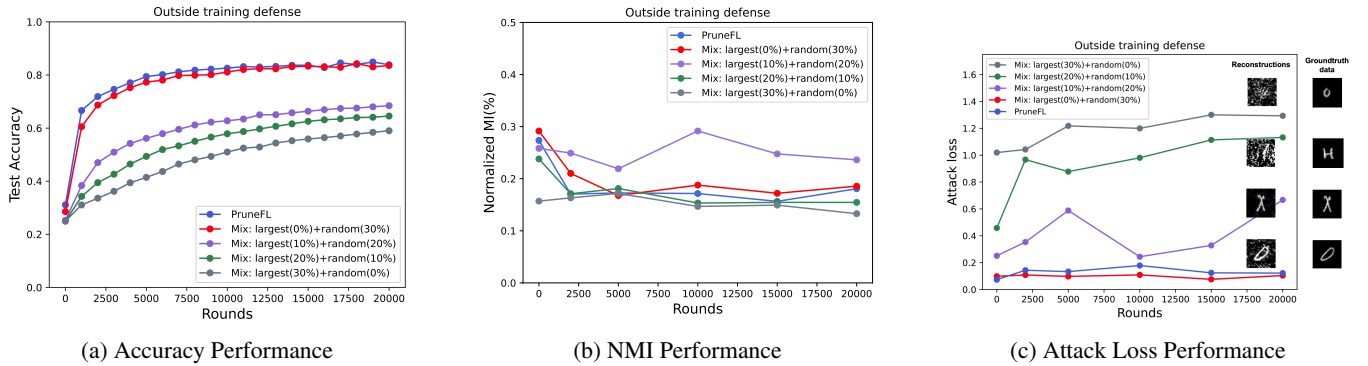 Outside training defense
1.0
0.8
0.6
0.4
0.2
0.0
Test Accuracy
PruneFL
Mix: largest(0%)+random(30%)
Mix: largest(10%)+random(20%)
Mix: largest(20%)+random(10%)
Mix: largest(30%)+random(0%)
0 2500 5000 7500 10000 12500 15000 17500 20000
Rounds
(a) Accuracy Performance
Outside training defense
0.5
0.4
0.3
0.2
0.1
0.0
Normalized MI(%)
PruneFL
Mix: largest(0%)+random(30%)
Mix: largest(10%)+random(20%)
Mix: largest(20%)+random(10%)
Mix: largest(30%)+random(0%)
0 2500 5000 7500 10000 12500 15000 17500 20000
Rounds
(b) NMI Performance
Outside training defense
1.6
1.4
1.2
1.0
0.8
0.6
0.4
0.2
0.0
Attack loss
Mix: largest(30%)+random(0%)
Mix: largest(20%)+random(10%)
Mix: largest(10%)+random(20%)
Mix: largest(0%)+random(30%)
PruneFL
Reconstructions
Groundtruth
data
0 2500 5000 7500 10000 12500 15000 17500 20000
Rounds
(c) Attack Loss Performance